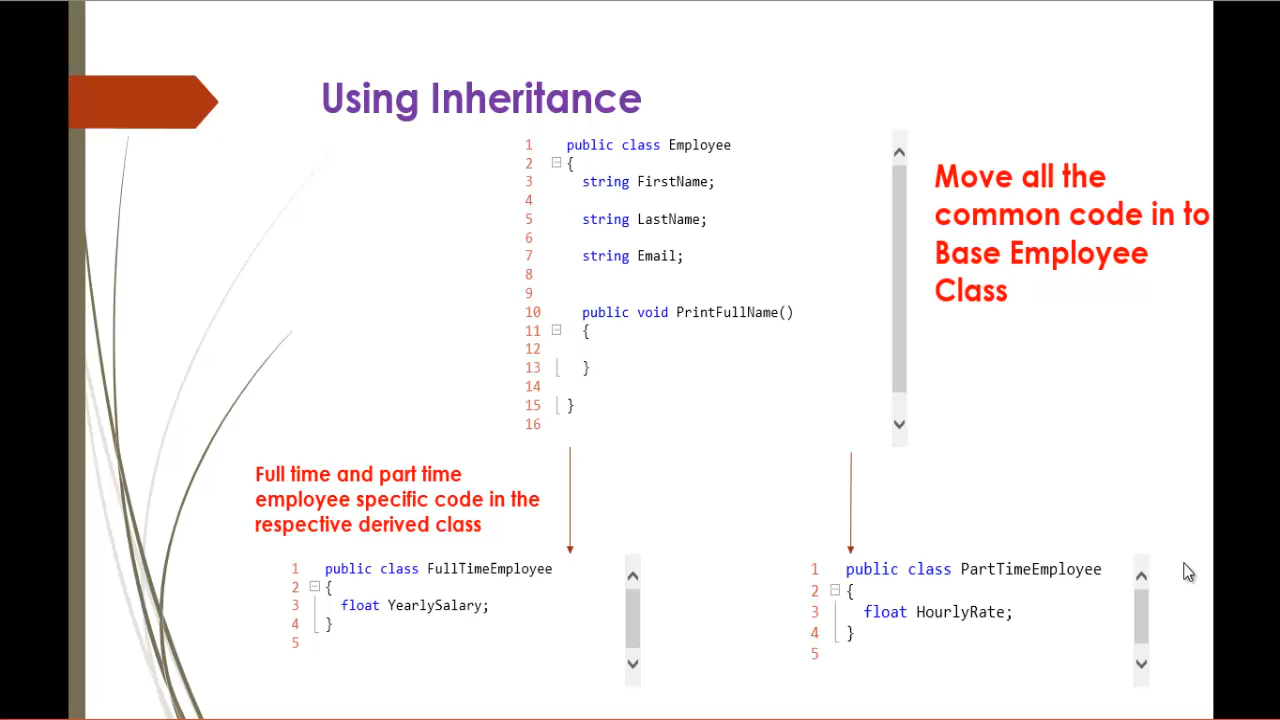 Using Inheritance
1 public class Employee
2 {
3 string FirstName;
4
5 string LastName;
6
7 string Email;
8
9
10 public void PrintFullName()
11 {
12
13 }
14
15 }
16
Move all the
common code in to
Base Employee
Class
Full time and part time
employee specific code in the
respective derived class
1 public class FullTimeEmployee
2 {
3 float YearlySalary;
4 }
5
1 public class PartTimeEmployee
2 {
3 float HourlyRate;
4 }
5